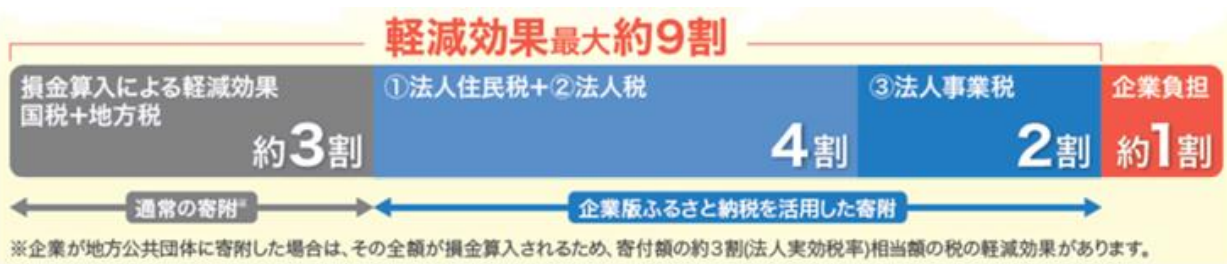 軽減効果最大約9割
損金算入による軽減効果
国税+地方税
約3割
①法人住民税+②法人税
4割
③法人事業税
2割
企業負担
約1割
通常の寄附※
企業版ふるさと納税を活用した寄附
※企業が地方公共団体に寄附した場合は、その全額が損金算入されるため、寄付額の約3割(法人実効税率)相当額の税の軽減効果があります。